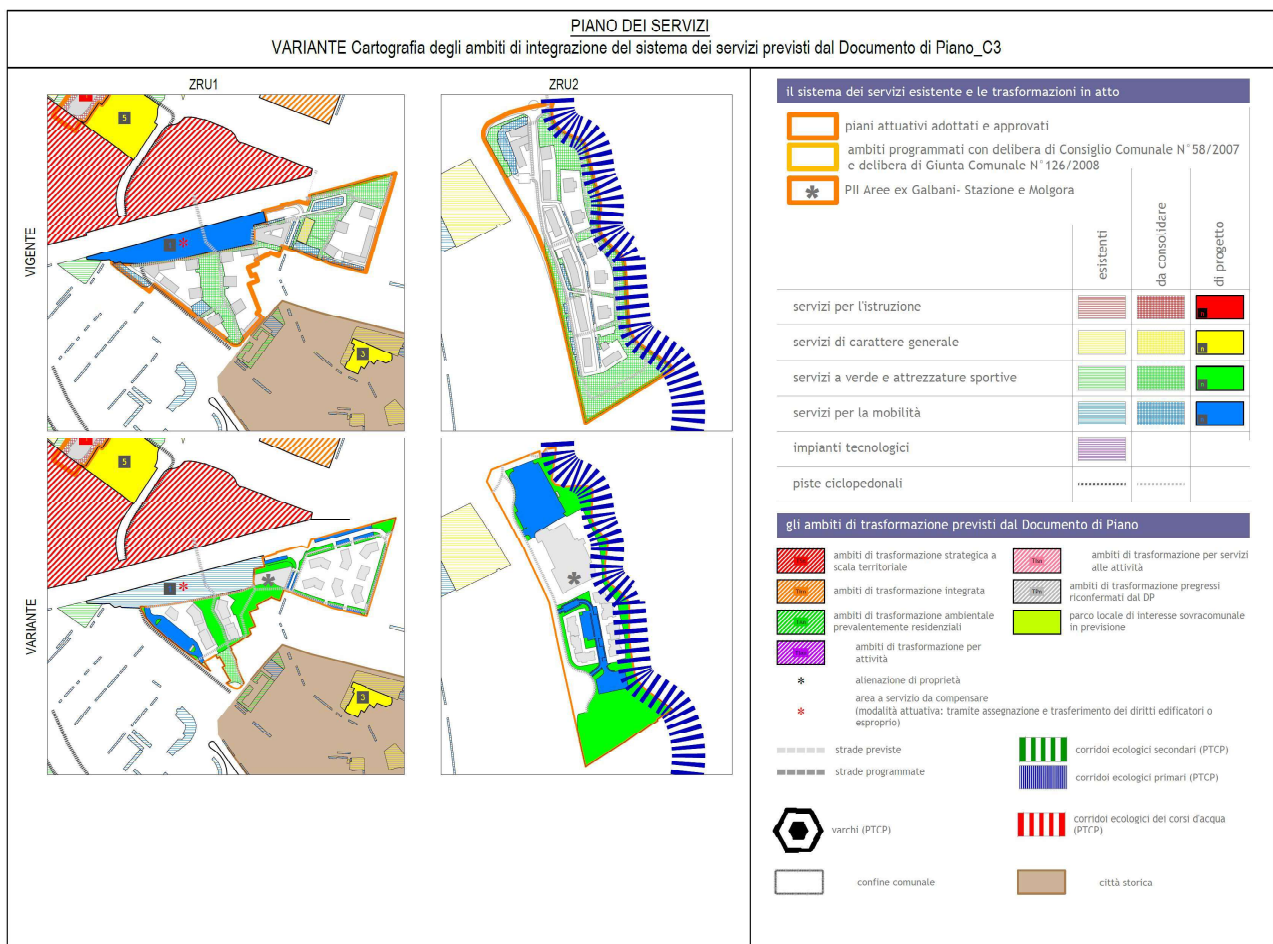 PIANO DEI SERVIZI
VARIANTE Cartografia degli ambiti di integrazione del sistema dei servizi previsti dal Documento di Piano_C3
ZRU1
ZRU2
VIGENTE
5
3
VARIANTE
5
3
il sistema dei servizi esistente e le trasformazioni in atto
piani attuativi adottati e approvati
ambiti programmati con delibera di Consiglio Comunale N°58/2007
e delibera di Giunta Comunale N°126/2008
PII Aree ex Galbani- Stazione e Molgora
esistenti
da consolidare
di progetto
servizi per l'istruzione
n
servizi di carattere generale
n
servizi a verde e attrezzature sportive
n
servizi per la mobilità
impianti tecnologici
piste ciclopedonali
gli ambiti di trasformazione previsti dal Documento di Piano
ambiti di trasformazione strategica a
scala territoriale
ambiti di trasformazione integrata
ambiti di trasformazione ambientale
prevalentemente residenziali
ambiti di trasformazione per
attività
* alienazione di proprietà
area a servizio da compensare
* (modalità attuativa: tramite assegnazione e trasferimento dei diritti edificatori o
esproprio)
ambiti di trasformazione per servizi
alle attività
ambiti di trasformazione pregressi
riconfermati dal DP
parco locale di interesse sovracomunale
in previsione
strade previste
strade programmate
varchi (PTCP)
confine comunale
corridoi ecologici secondari (PTCP)
corridoi ecologici primari (PTCP)
corridoi ecologici dei corsi d'acqua
(PTCP)
città storica